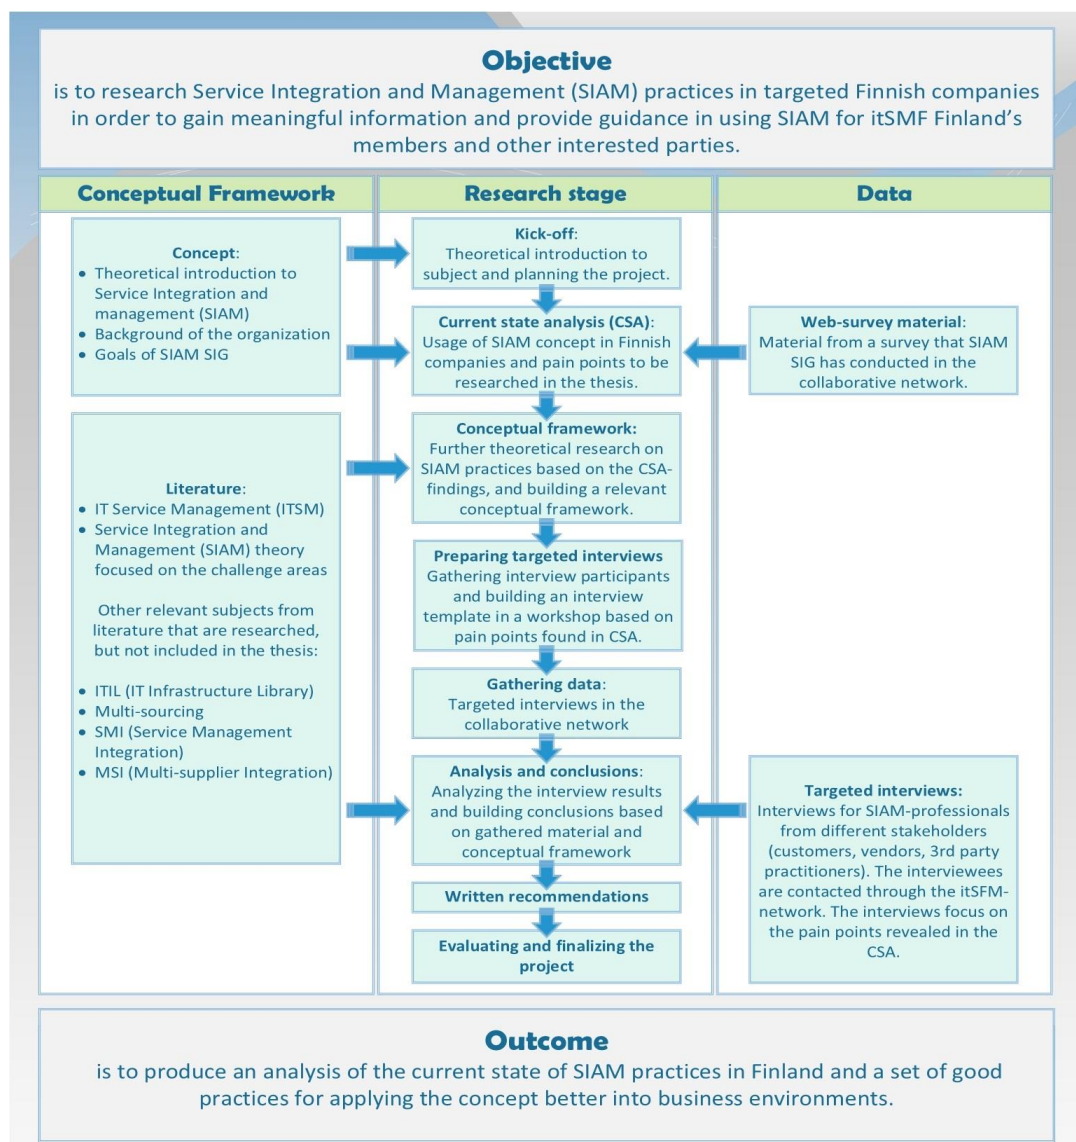 Objective
is to research Service Integration and Management (SIAM) practices in targeted Finnish companies
in order to gain meaningful information and provide guidance in using SIAM for itSMF Finland's
members and other interested parties.
Conceptual Framework
Concept:
• Theoretical introduction to
Service Integration and
management (SIAM)
• Background of the organization
• Goals of SIAM SIG
Literature:
• IT Service Management (ITSM)
• Service Integration and
Management (SIAM) theory
focused on the challenge areas
Other relevant subjects from
literature that are researched,
but not included in the thesis:
• ITIL (IT Infrastructure Library)
• Multi-sourcing
• SMI (Service Management
Integration)
• MSI (Multi-supplier Integration)
Research stage
Kick-off:
Theoretical introduction to
subject and planning the project.
Current state analysis (CSA):
Usage of SIAM concept in Finnish
companies and pain points to be
researched in the thesis.
Conceptual framework:
Further theoretical research on
SIAM practices based on the CSA-
findings, and building a relevant
conceptual framework.
Preparing targeted interviews
Gathering interview participants
and building an interview
template in a workshop based on
pain points found in CSA.
Gathering data:
Targeted interviews in the
collaborative network
Analysis and conclusions:
Analyzing the interview results
and building conclusions based
on gathered material and
conceptual framework
Written recommendations
Evaluating and finalizing the
project
Data
Web-survey material:
Material from a survey that SIAM
SIG has conducted in the
collaborative network.
Targeted interviews:
Interviews for SIAM-professionals
from different stakeholders
(customers, vendors, 3rd party
practitioners). The interviewees
are contacted through the itSFM-
network. The interviews focus on
the pain points revealed in the
CSA.
Outcome
is to produce an analysis of the current state of SIAM practices in Finland and a set of good
practices for applying the concept better into business environments.